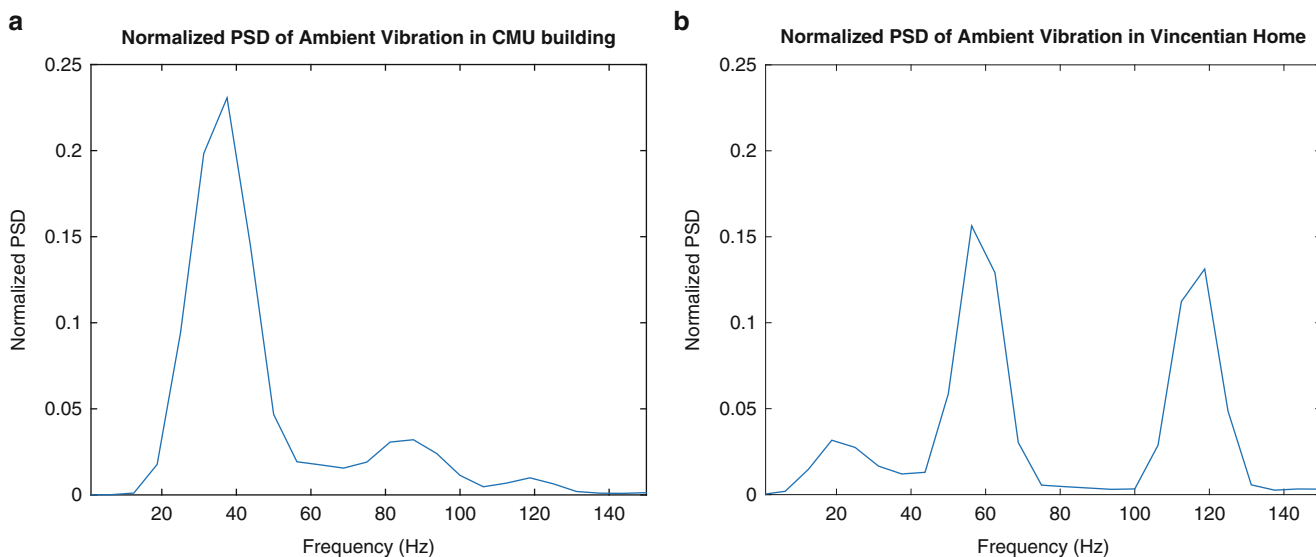 a
Normalized PSD of Ambient Vibration in CMU building
0.25
0.2
0.15
0.1
0.05
0
Normalized PSD
20 40 60 80 100 120 140
Frequency (Hz)
b
Normalized PSD of Ambient Vibration in Vincentian Home
0.25
0.2
0.15
0.1
0.05
0
Normalized PSD
20 40 60 80 100 120 140
Frequency (Hz)